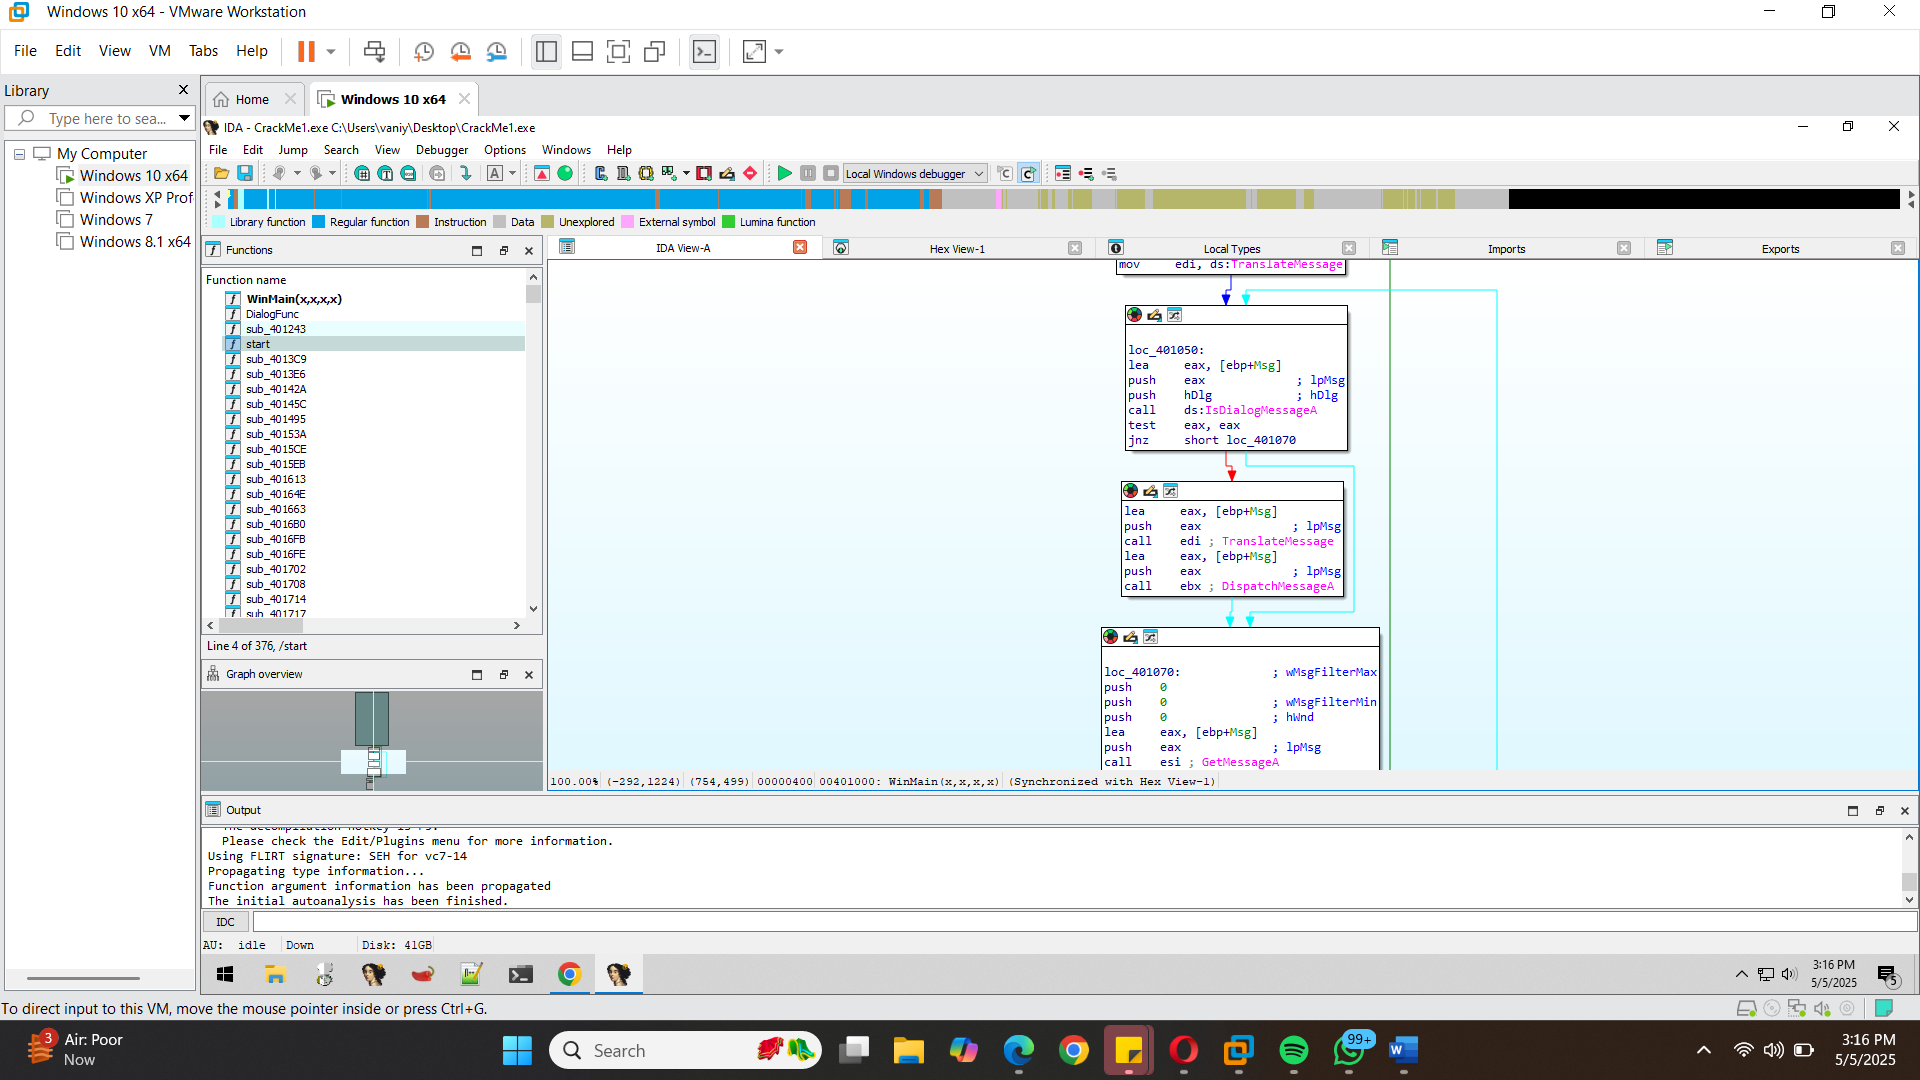 Windows 10 x64 - VMware Workstation
File Edit View VM Tabs Help
Library
Type here to sea...
My Computer
Windows 10 x64
Windows XP Prof
Windows 7
Windows 8.1 x64
Home
Windows 10 x64
IDA - CrackMe1.exe C:\Users\vaniy\Desktop\CrackMe1.exe
File Edit Jump Search View Debugger Options Windows Help
Local Windows debugger
Library function Regular function Instruction Data Unexplored External symbol Lumina function
Functions
Function name
WinMain(x,x,x,x)
DialogFunc
sub_401243
start
sub_4013C9
sub_4013E6
sub_40142A
sub_40145C
sub_401495
sub_40153A
sub_4015CE
sub_4015EB
sub_401613
sub_40164E
sub_401663
sub_4016B0
sub_4016FB
sub_4016FE
sub_401702
sub_401708
sub_401714
sub_401717
Line 4 of 376, /start
Graph overview
IDA View-A Hex View-1 Local Types Imports Exports
mov edi, ds:TranslateMessage
loc_401050:
lea eax, [ebp+Msg]
push eax ; lpMsg
push hDlg ; hDlg
call ds:IsDialogMessageA
test eax, eax
jnz short loc_401070
lea eax, [ebp+Msg]
push eax ; lpMsg
call edi ; TranslateMessage
lea eax, [ebp+Msg]
push eax ; lpMsg
call ebx ; DispatchMessageA
loc_401070: ; wMsgFilterMax
push 0
push 0 ; wMsgFilterMin
push 0 ; hWnd
lea eax, [ebp+Msg]
push eax ; lpMsg
call esi ; GetMessageA
100.00% (-292,1224) (754,499) 00000400 00401000: WinMain(x,x,x,x) (Synchronized with Hex View-1)
Output
Please check the Edit/Plugins menu for more information.
Using FLIRT signature: SEH for vc7-14
Propagating type information...
Function argument information has been propagated
The initial autoanalysis has been finished.
IDC
AU: idle Down Disk: 41GB
3:16 PM
5/5/2025
5
To direct input to this VM, move the mouse pointer inside or press Ctrl+G.
3
Air: Poor
Now
Search
99+
3:16 PM
5/5/2025